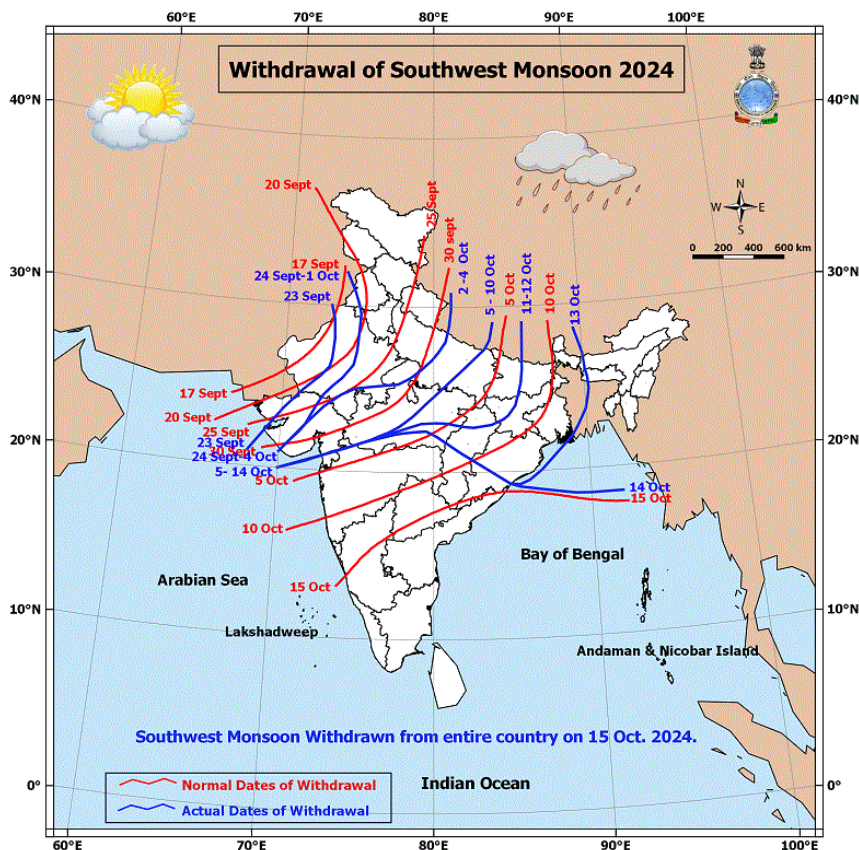 60°E 70°E 80°E 90°E 100°E
Withdrawal of Southwest Monsoon 2024
40°N 40°N
N
W E
S
0 200 400 600 km
20 Sept
25 Sept
30 sept
2 -4 Oct
5 - 10 Oct
5 Oct
11-12 Oct
10 Oct
13 Oct
17 Sept
24 Sept-1 Oct
23 Sept
30°N 30°N
17 Sept
20 Sept
25 Sept
23 Sept
30 Sept
24 Sept-4 Oct
5- 14 Oct
5 Oct
20°N 20°N
14 Oct
15 Oct
10 Oct
Bay of Bengal
Arabian Sea
15 Oct
10°N 10°N
Lakshadweep
Andaman & Nicobar Island
Southwest Monsoon Withdrawn from entire country on 15 Oct. 2024.
0° 0°
Indian Ocean
Normal Dates of Withdrawal
Actual Dates of Withdrawal
60°E 70°E 80°E 90°E 100°E